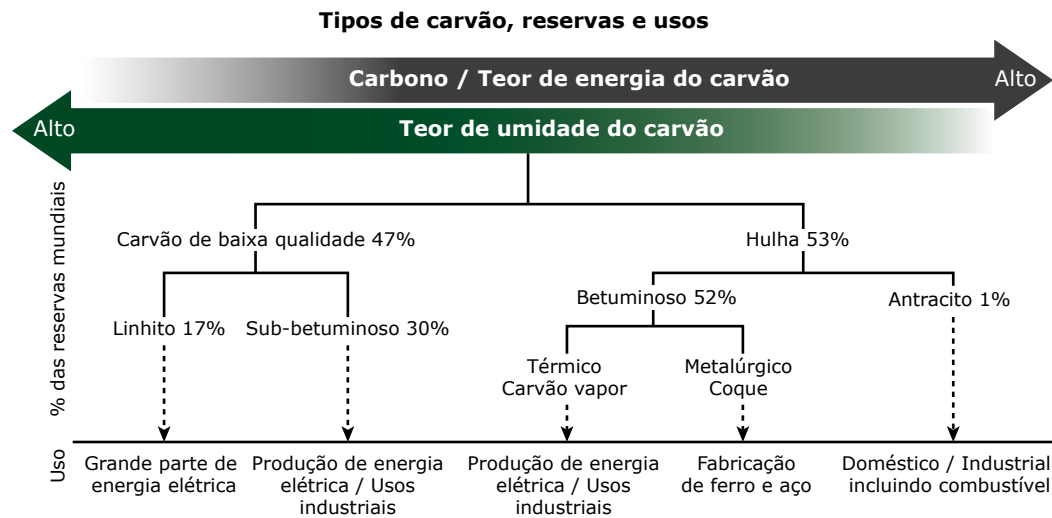 Tipos de carvão, reservas e usos
Carbono / Teor de energia do carvão
Alto
Alto
Teor de umidade do carvão
% das reservas mundiais
Carvão de baixa qualidade 47%
Hulha 53%
Linhito 17%
Sub-betuminoso 30%
Betuminoso 52%
Antracito 1%
Térmico
Carvão vapor
Metalúrgico
Coque
Uso
Grande parte de
energia elétrica
Produção de energia
elétrica / Usos
industriais
Produção de energia
elétrica / Usos
industriais
Fabricação
de ferro e aço
Doméstico / Industrial
incluindo combustível